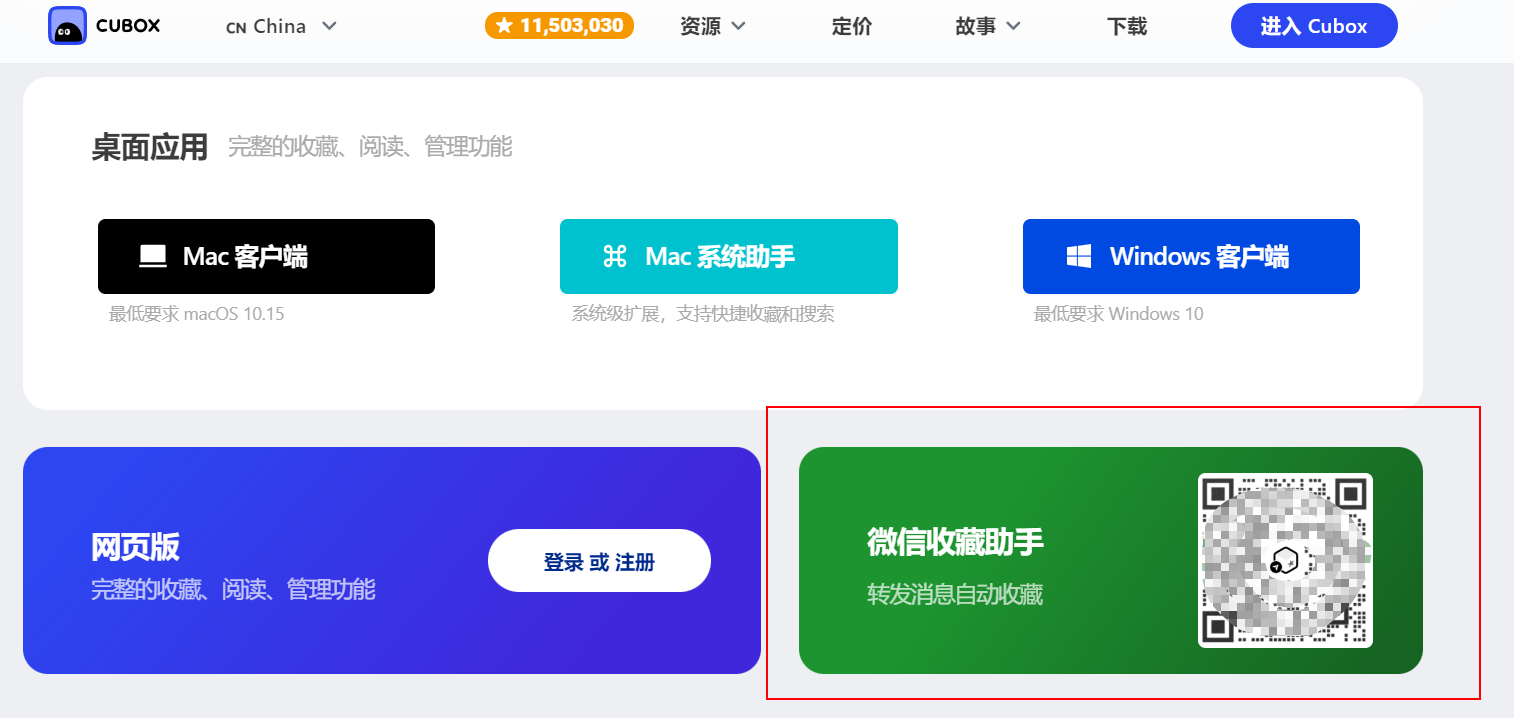 CUBOX
CN China
11,503,030
资源
定价
故事
下载
进入 Cubox
桌面应用 完整的收藏、阅读、管理功能
Mac 客户端
Mac 系统助手
Windows 客户端
最低要求 macOS 10.15
系统级扩展，支持快捷收藏和搜索
最低要求 Windows 10
网页版
完整的收藏、阅读、管理功能
登录 或 注册
微信收藏助手
转发消息自动收藏